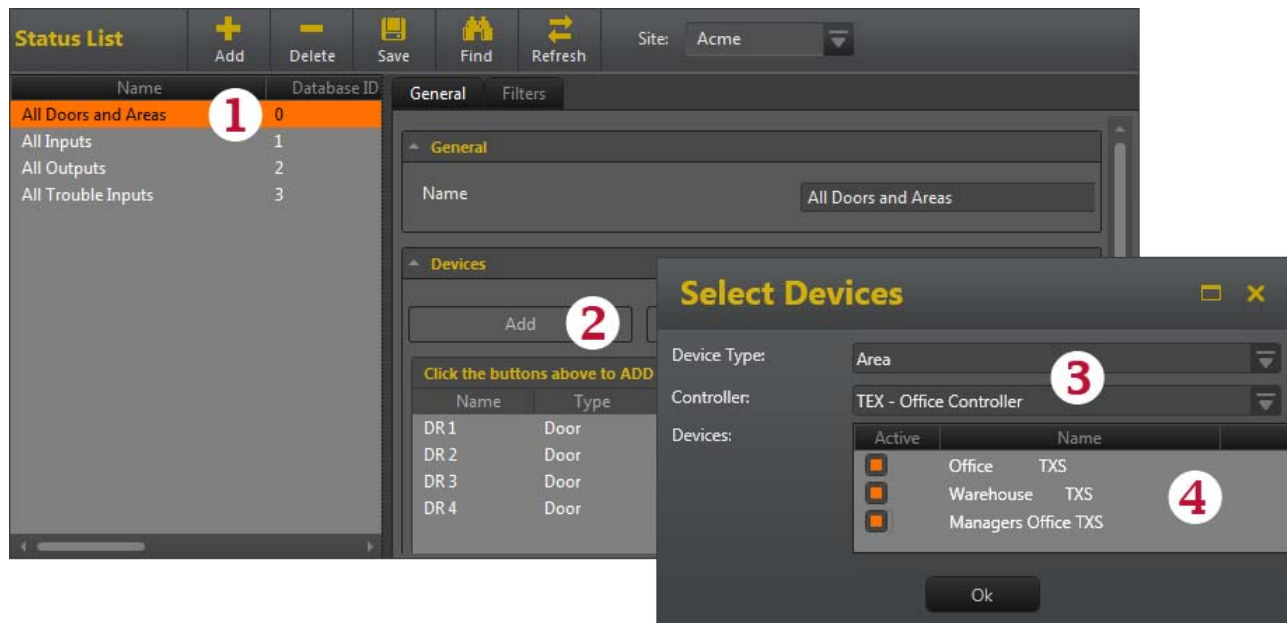 Status List
Add
Delete
Save
Find
Refresh
Site: Acme
Name Database ID
All Doors and Areas 1 0
All Inputs 1
All Outputs 2
All Trouble Inputs 3
General Filters
General
Name All Doors and Areas
Devices
Add 2
Click the buttons above to ADD
Name Type
DR 1 Door
DR 2 Door
DR 3 Door
DR 4 Door
Select Devices
Device Type: Area
3
Controller: TEX - Office Controller
Devices:
Active Name
Office TXS
Warehouse TXS
4
Managers Office TXS
Ok